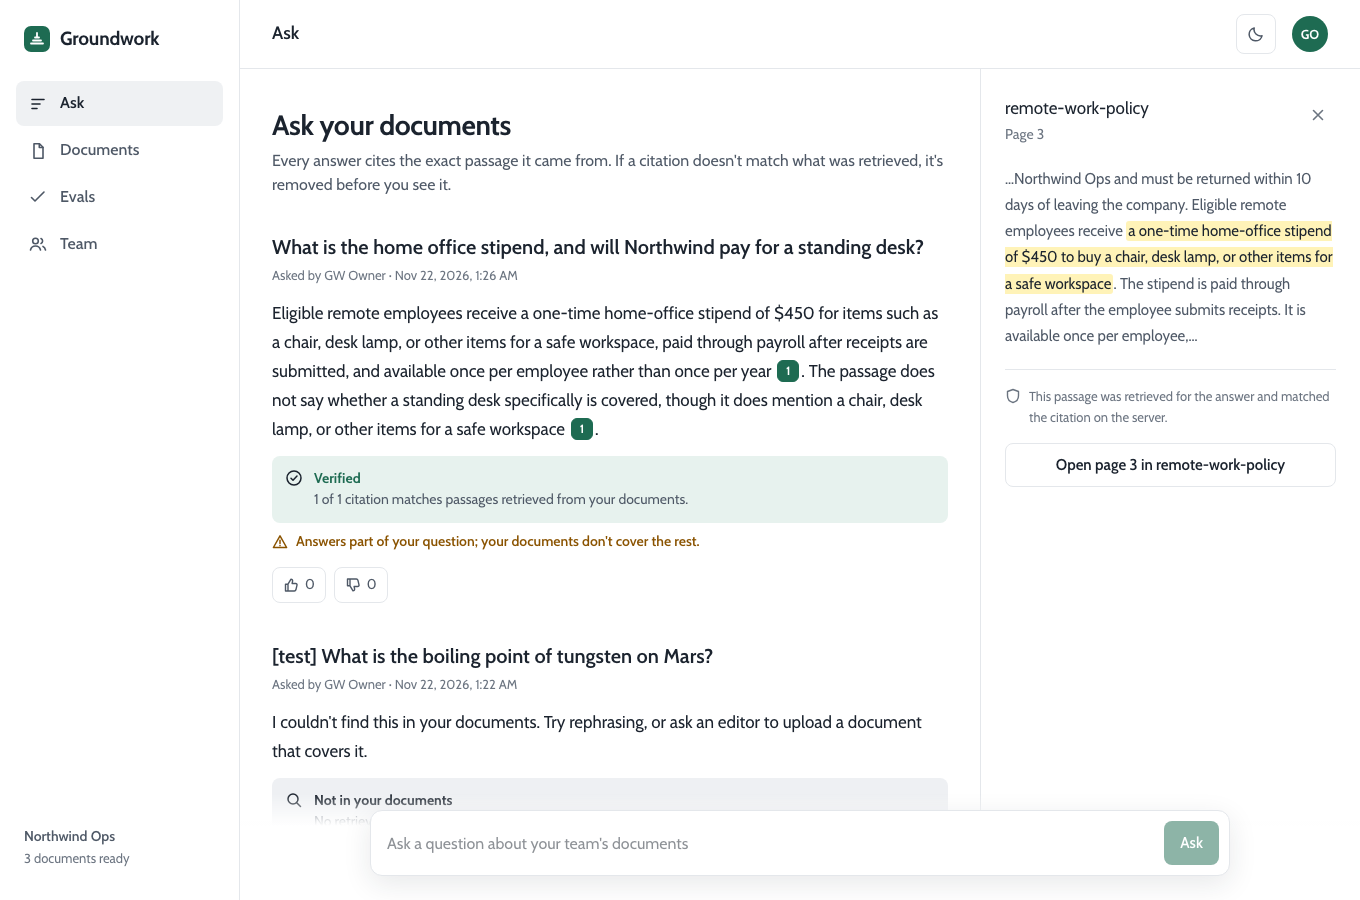 Groundwork
Ask
Documents
Evals
Team
Northwind Ops
3 documents ready
Ask
GO
Ask your documents
Every answer cites the exact passage it came from. If a citation doesn't match what was retrieved, it's
removed before you see it.
What is the home office stipend, and will Northwind pay for a standing desk?
Asked by GW Owner · Nov 22, 2026, 1:26 AM
Eligible remote employees receive a one-time home-office stipend of $450 for items such as
a chair, desk lamp, or other items for a safe workspace, paid through payroll after receipts are
submitted, and available once per employee rather than once per year 1. The passage does
not say whether a standing desk specifically is covered, though it does mention a chair, desk
lamp, or other items for a safe workspace 1.
Verified
1 of 1 citation matches passages retrieved from your documents.
Answers part of your question; your documents don't cover the rest.
0
0
[test] What is the boiling point of tungsten on Mars?
Asked by GW Owner · Nov 22, 2026, 1:22 AM
I couldn't find this in your documents. Try rephrasing, or ask an editor to upload a document
that covers it.
Not in your documents
No
Ask a question about your team's documents
Ask
remote-work-policy
Page 3
...Northwind Ops and must be returned within 10
days of leaving the company. Eligible remote
employees receive a one-time home-office stipend
of $450 to buy a chair, desk lamp, or other items for
a safe workspace. The stipend is paid through
payroll after the employee submits receipts. It is
available once per employee,...
This passage was retrieved for the answer and matched
the citation on the server.
Open page 3 in remote-work-policy